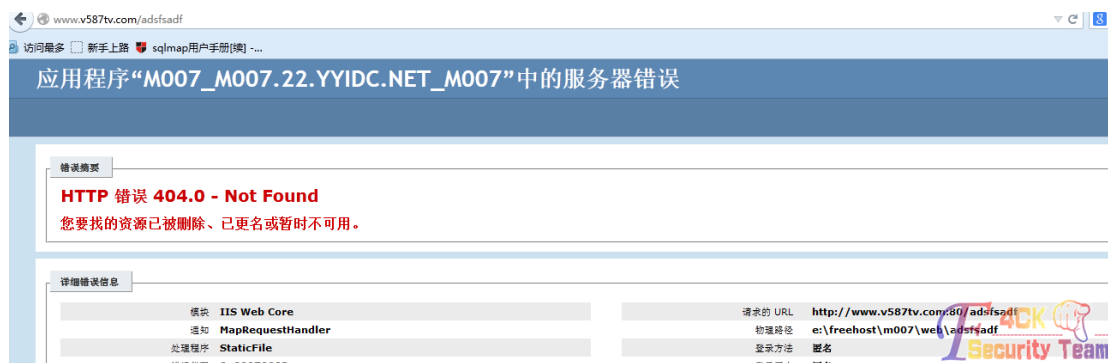 www.v587tv.com/adsfsadf
访问最多 新手上路 sqlmap用户手册[续] -...
应用程序“M007_M007.22.YYIDC.NET_M007”中的服务器错误
错误摘要
HTTP 错误 404.0 - Not Found
您要找的资源已被删除、已更名或暂时不可用。
详细错误信息
模块 IIS Web Core
通知 MapRequestHandler
处理程序 StaticFile
请求的 URL http://www.v587tv.com:80/adsfsadf
物理路径 e:\freehost\m007\web\adsfsadf
登录方法 匿名
F4CK
Security Team